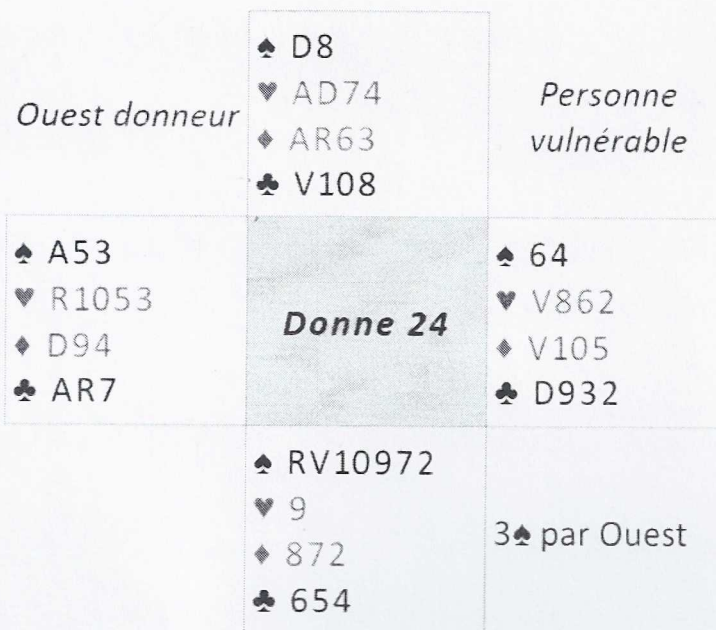 ♠ D8
Ouest donneur
♥ AD74
♦ AR63
♣ V108
Personne
vulnérable
♠ A53
♥ R1053
♦ D94
♣ AR7
Donne 24
♠ 64
♥ V862
♦ V105
♣ D932
♠ RV10972
♥ 9
♦ 872
♣ 654
3♠ par Ouest